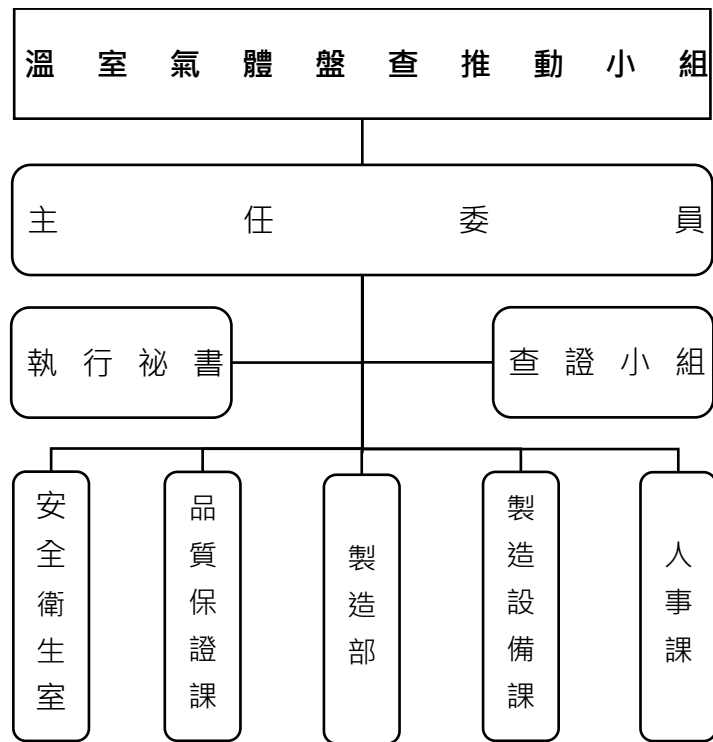 溫室氣體盤查推動小組
主任委員
執行祕書
查證小組
安全衛生室
品質保證課
製造部
製造設備課
人事課